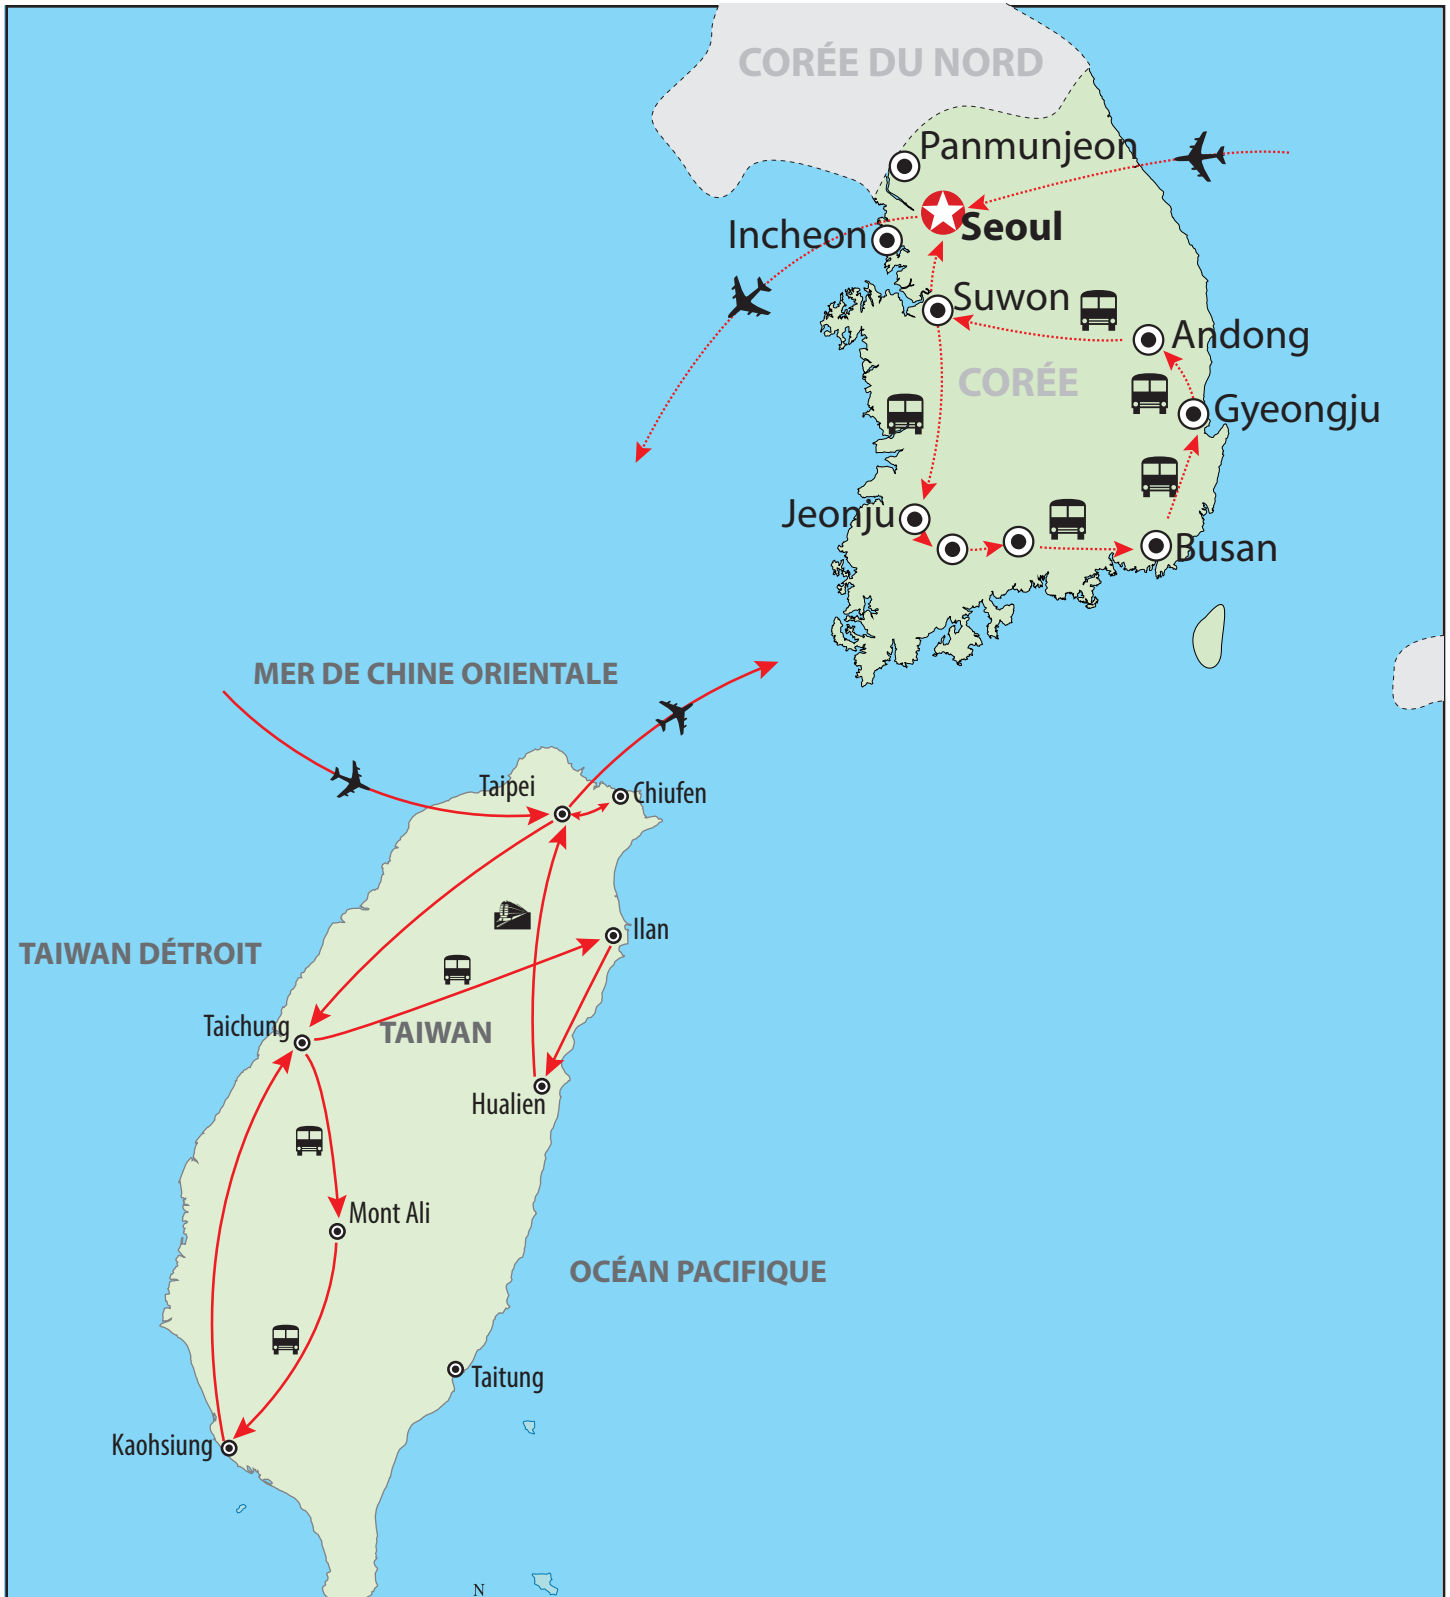 CORÉE DU NORD
Panmunjeon
Seoul
Incheon
Suwon
Andong
CORÉE
Gyeongju
Jeonju
Busan
MER DE CHINE ORIENTALE
Taipei
Chiufen
Ilan
TAIWAN DÉTROIT
Taichung
TAIWAN
Hualien
Mont Ali
OCÉAN PACIFIQUE
Taitung
Kaohsiung
N